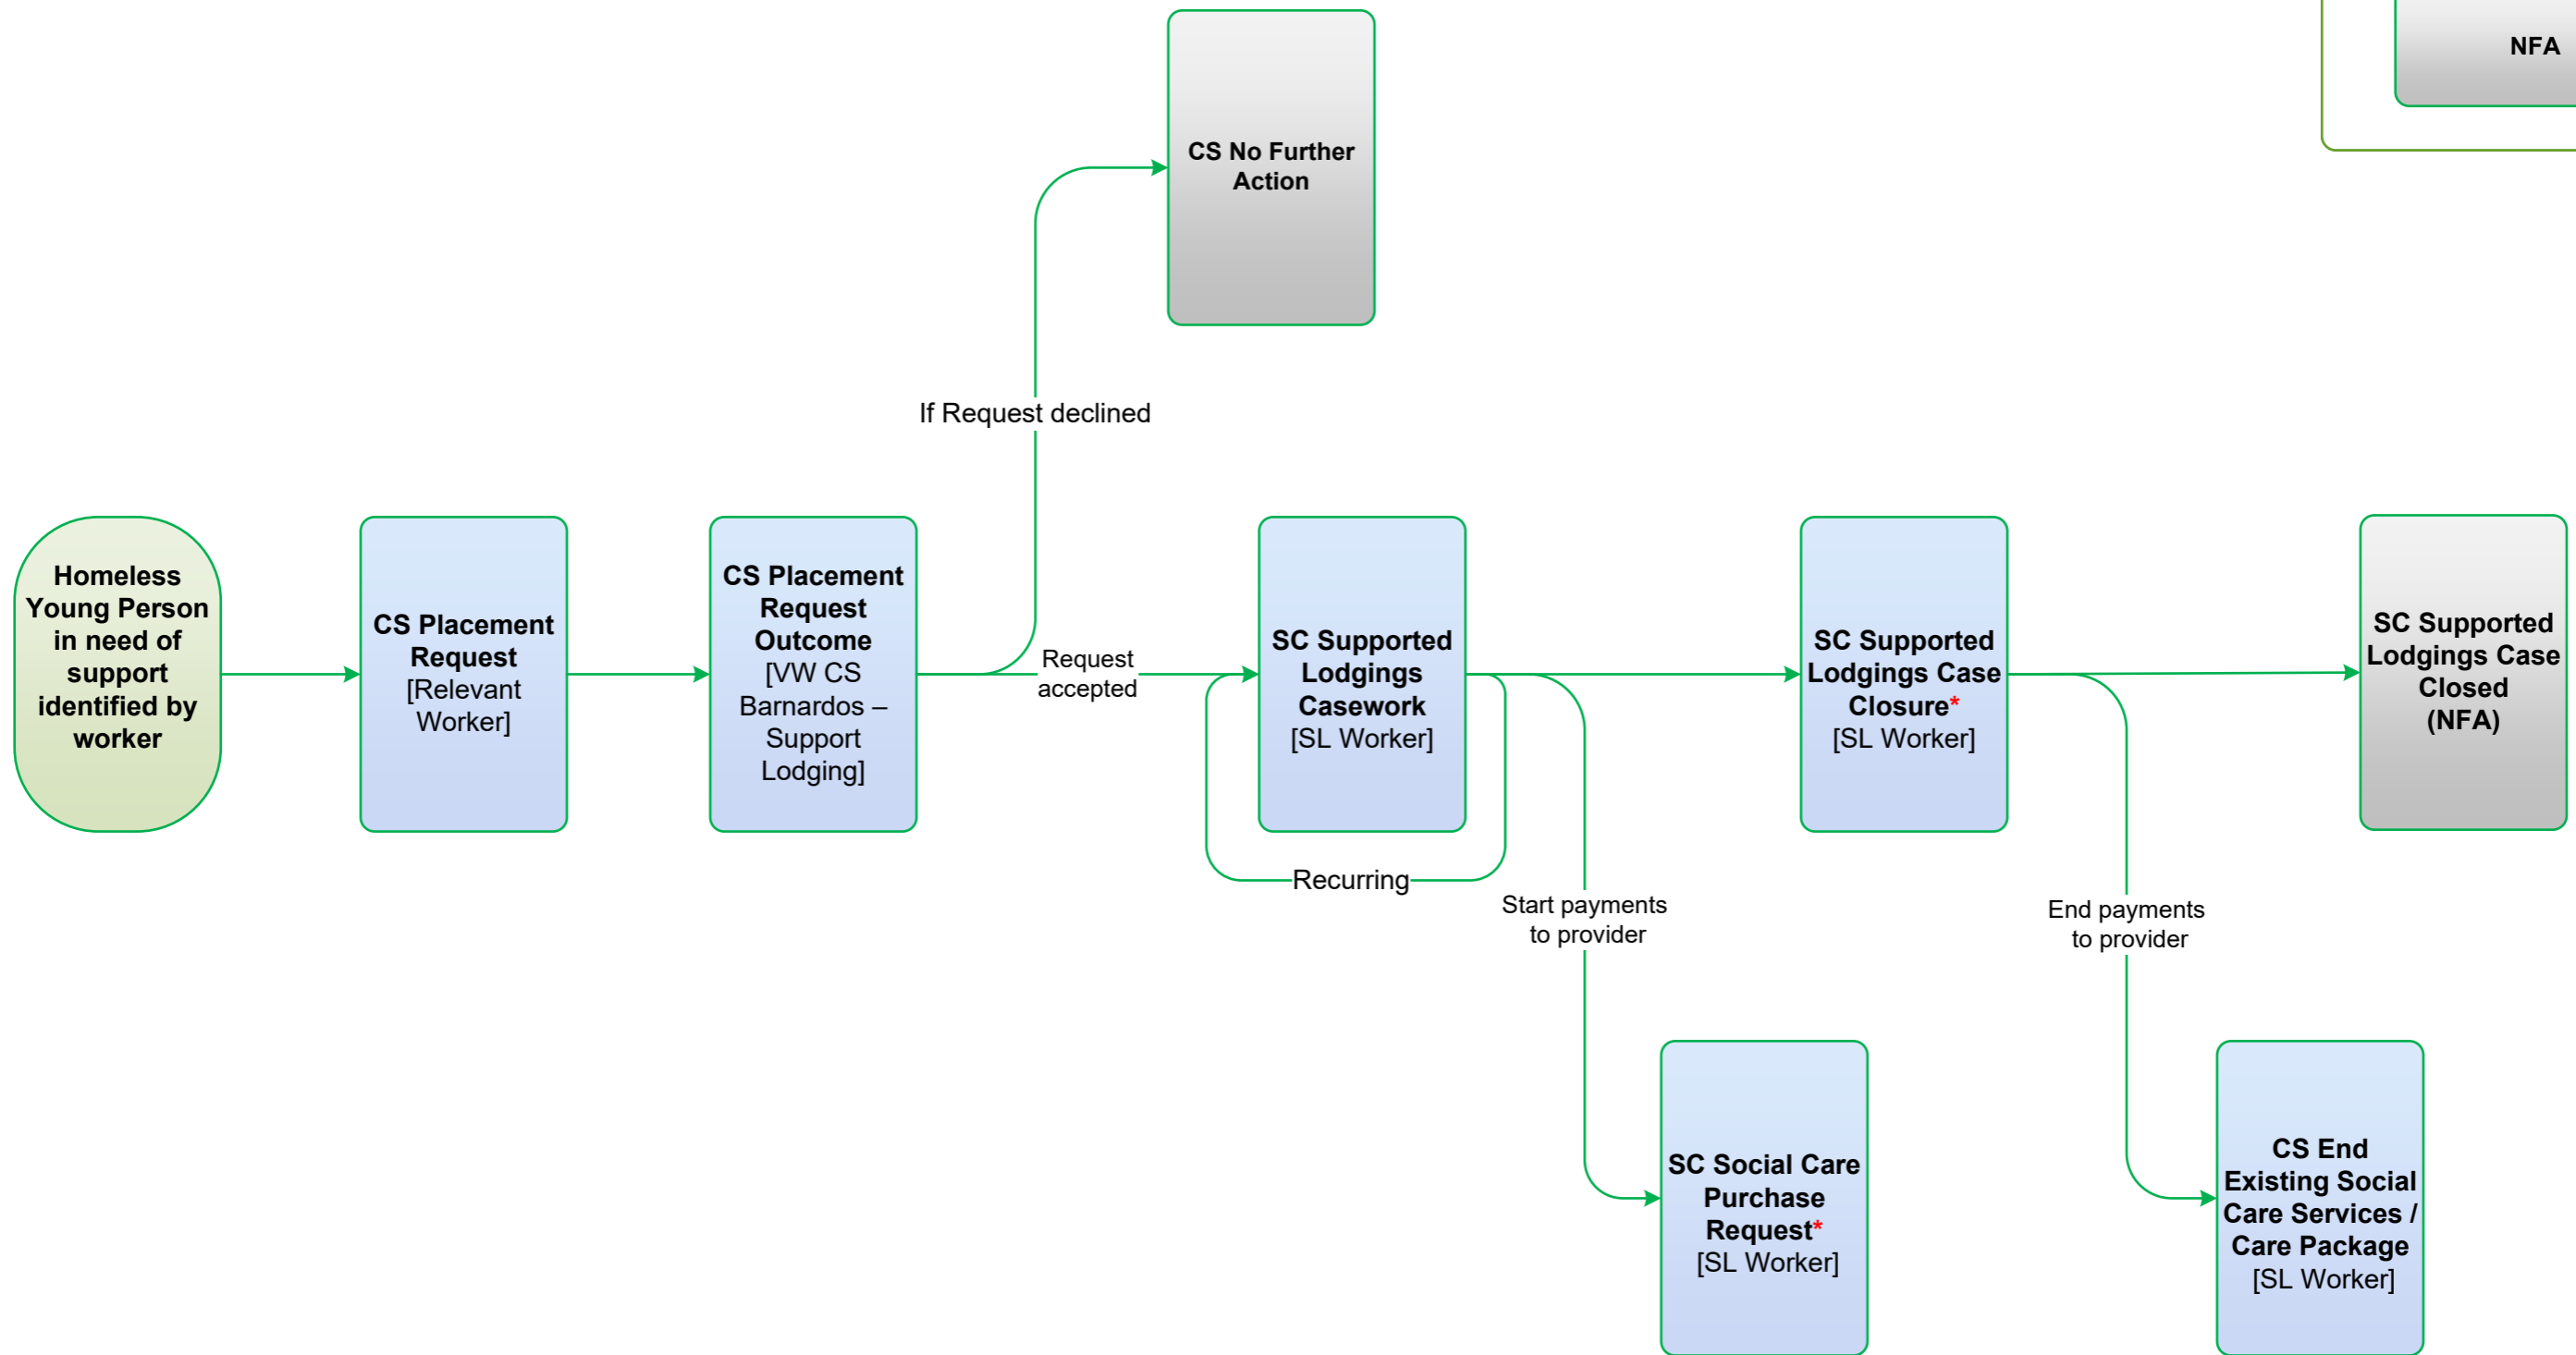 NFA
CS No Further
Action
If Request declined
Homeless
Young Person
in need of
support
identified by
worker
CS Placement
Request
[Relevant
Worker]
CS Placement
Request
Outcome
[VW CS
Barnardos –
Support
Lodging]
Request
accepted
SC Supported
Lodgings
Casework
[SL Worker]
Recurring
SC Supported
Lodgings Case
Closure*
[SL Worker]
SC Supported
Lodgings Case
Closed
(NFA)
Start payments
to provider
End payments
to provider
SC Social Care
Purchase
Request*
[SL Worker]
CS End
Existing Social
Care Services /
Care Package
[SL Worker]